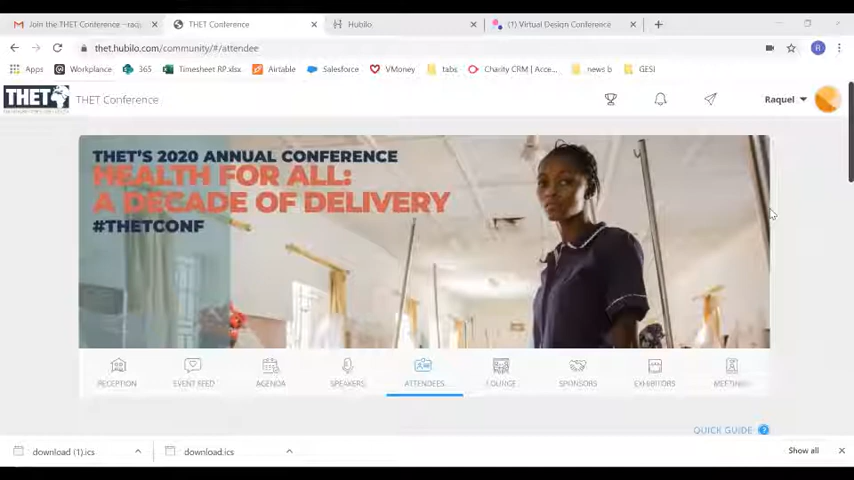 Join the THET Conference - raq
THET Conference
Hubilo
(1) Virtual Design Conference
thet.hubilo.com/community/#/attendee
R
Apps
Workplace
365
Timesheet RP.xlsx
Airtable
Salesforce
VMoney
tabs
Charity CRM | Acce...
news b
GESI
THET
THET Conference
Raquel
THET'S 2020 ANNUAL CONFERENCE
HEALTH FOR ALL:
A DECADE OF DELIVERY
#THETCONF
RECEPTION
EVENT FEED
AGENDA
SPEAKERS
ATTENDEES
LOUNGE
SPONSORS
EXHIBITORS
MEETINGS
QUICK GUIDE ?
download (1).ics
download.ics
Show all